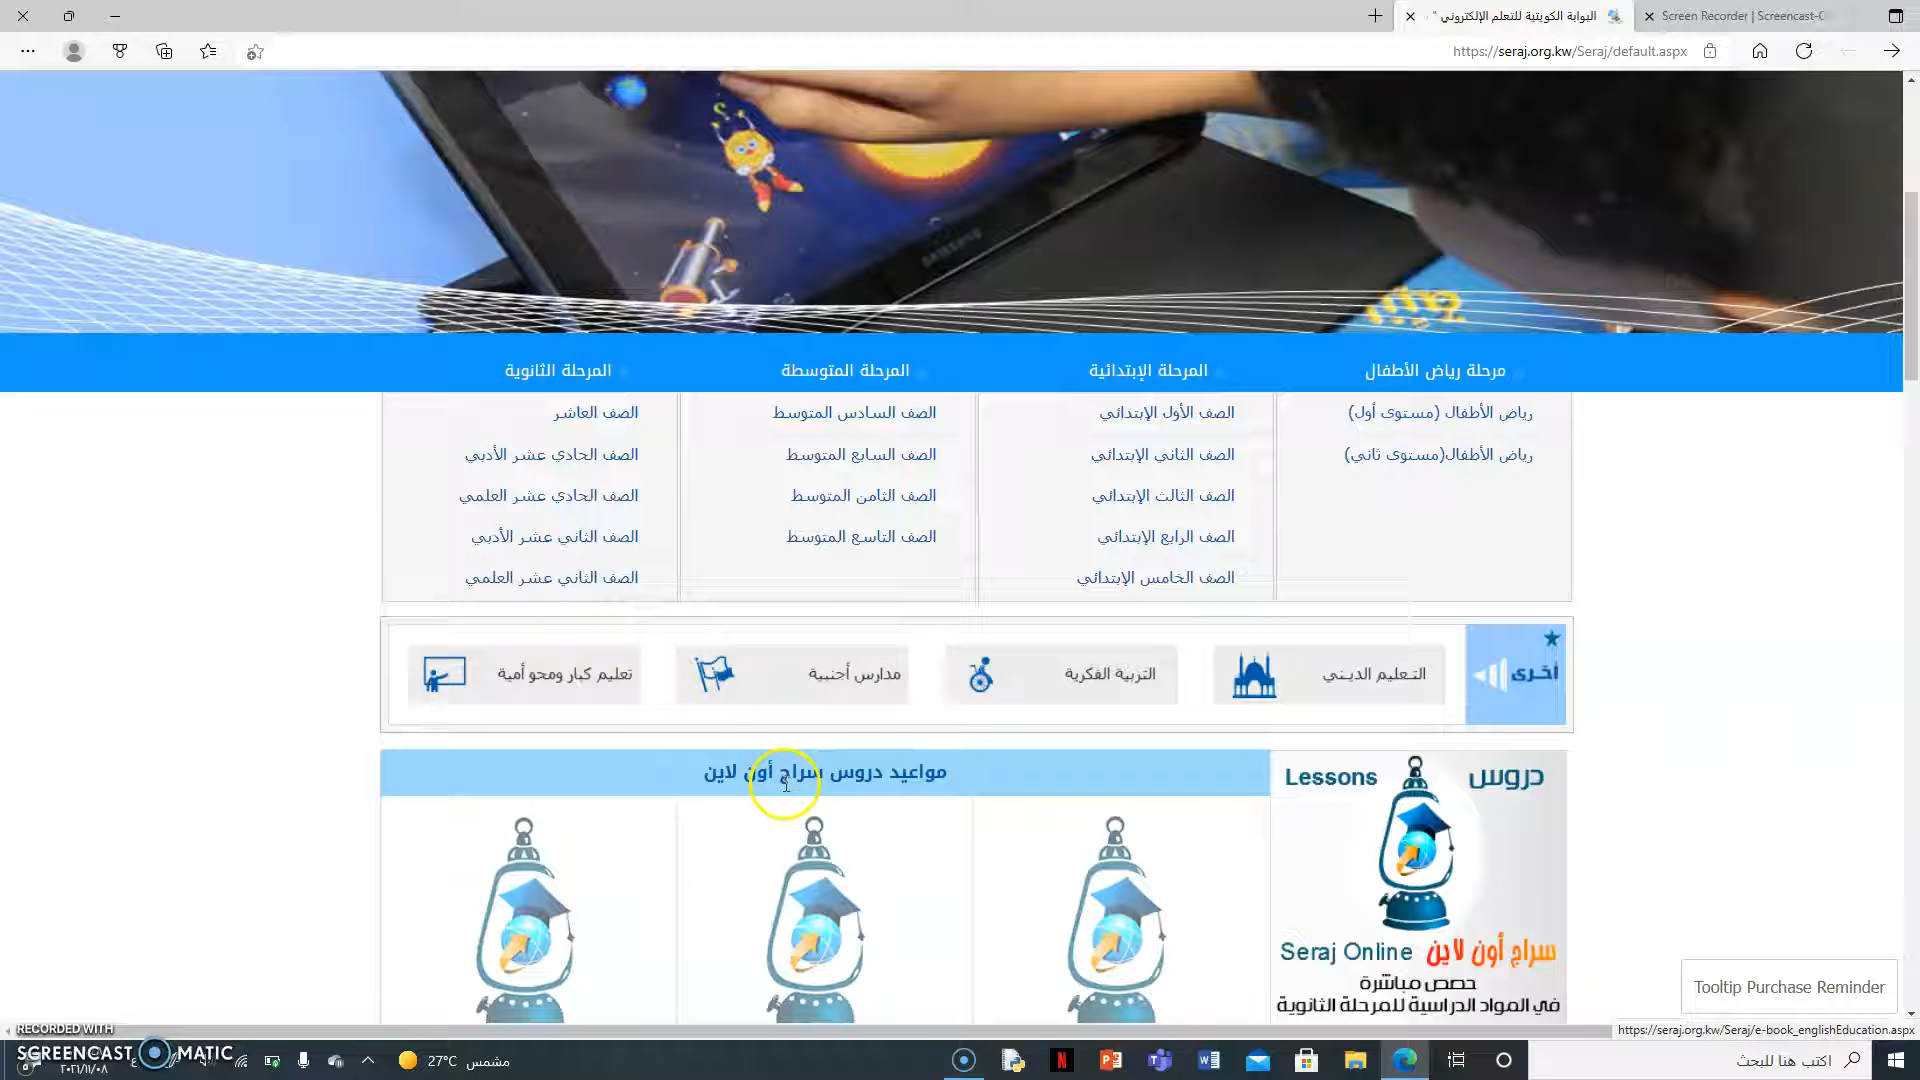 البوابة الكويتية للتعلم الإلكتروني "
Screen Recorder | Screencast-O
https://seraj.org.kw/Seraj/default.aspx
SAMSUNG
مرحلة رياض الأطفال
المرحلة الإبتدائية
المرحلة المتوسطة
المرحلة الثانوية
رياض الأطفال (مستوى أول)
الصف الأول الإبتدائي
الصف السادس المتوسط
الصف العاشر
رياض الأطفال(مستوى ثاني)
الصف الثاني الإبتدائي
الصف السابع المتوسط
الصف الحادي عشر الأدبي
الصف الثالث الإبتدائي
الصف الثامن المتوسط
الصف الحادي عشر العلمي
الصف الرابع الإبتدائي
الصف التاسع المتوسط
الصف الثاني عشر الأدبي
الصف الخامس الإبتدائي
الصف الثاني عشر العلمي
أخرى
التعليم الديني
التربية الفكرية
مدارس أجنبية
تعليم كبار ومحو أمية
مواعيد دروس سراج أون لاين
دروس Lessons
سراج أون لاين Seraj Online
حصص مباشرة
في المواد الدراسية للمرحلة الثانوية
Tooltip Purchase Reminder
https://seraj.org.kw/Seraj/e-book_englishEducation.aspx
RECORDED WITH
SCREENCAST MATIC
٢٠٢١/١١/٠٨
27°C مشمس
اكتب هنا للبحث